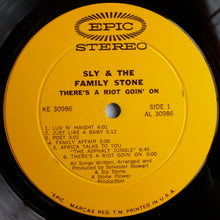 EPIC
STEREO
SLY & THE
FAMILY STONE
THERE'S A RIOT GOIN' ON
KE 30986
SIDE 1
AL 30986
1. LUV N' HAIGHT 4:01
2. JUST LIKE A BABY 5:12
3. POET 3:01
4. FAMILY AFFAIR 3:06
5. AFRICA TALKS TO YOU
"THE ASPHALT JUNGLE" 8:45
6. THERE'S A RIOT GOIN' ON 0:00
All Songs Written, Arranged and
Produced by Sylvester Stewart
& Sly Stone.
A Stone Flower
Production
EPIC, MARCAS REG. T.M. PRINTED IN U.S.A.